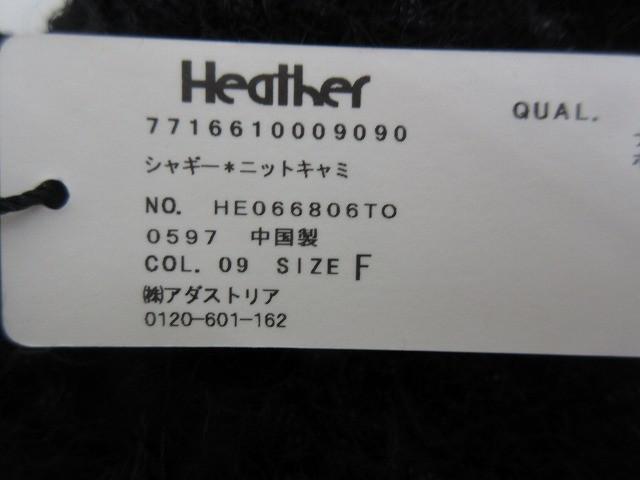 Heather
7716610009090
QUAL.
シャギー*ニットキャミ
NO. HE066806TO
0597 中国製
COL. 09 SIZE F
㈱アダストリア
0120-601-162